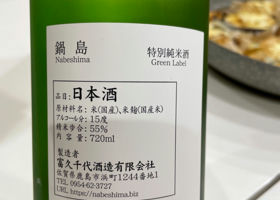 鍋島
Nabeshima
特別純米酒
Green Label
品目:日本酒
原材料名:米(国産)、米麹(国産米)
アルコール分:15度
精米歩合:55%
内容量:720ml
製造者
富久千代酒造有限会社
佐賀県鹿島市浜町1244番地1
TEL 0954-62-3727
URL https://nabeshima.biz